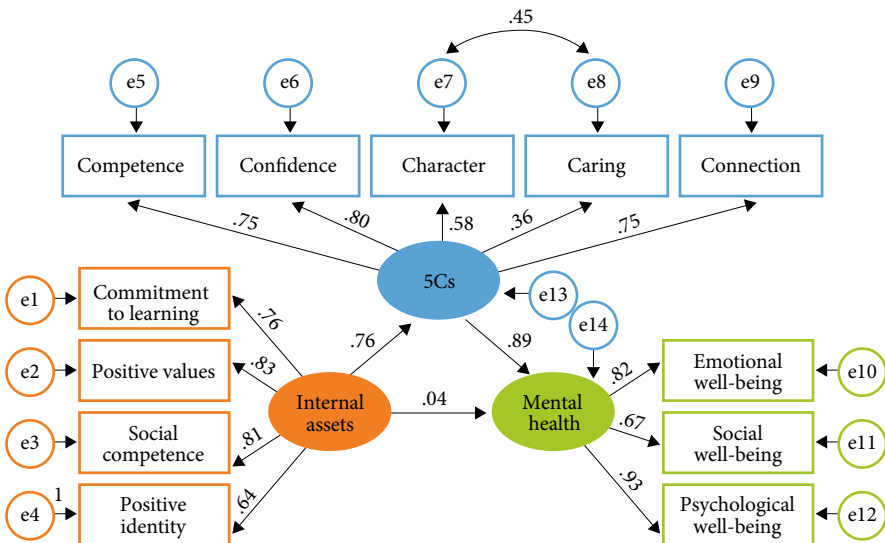 .45
e5
e6
e7
e8
e9
Competence
Confidence
Character
Caring
Connection
.75
.80
.58
.36
.75
5Cs
e13
e14
e1
Commitment
to learning
.76
.76
.89
e2
Positive values
.83
.82
Emotional
well-being
e10
Internal
assets
.04
Mental
health
e3
Social
competence
.81
.67
Social
well-being
e11
e4
1
Positive
identity
.64
.93
Psychological
well-being
e12